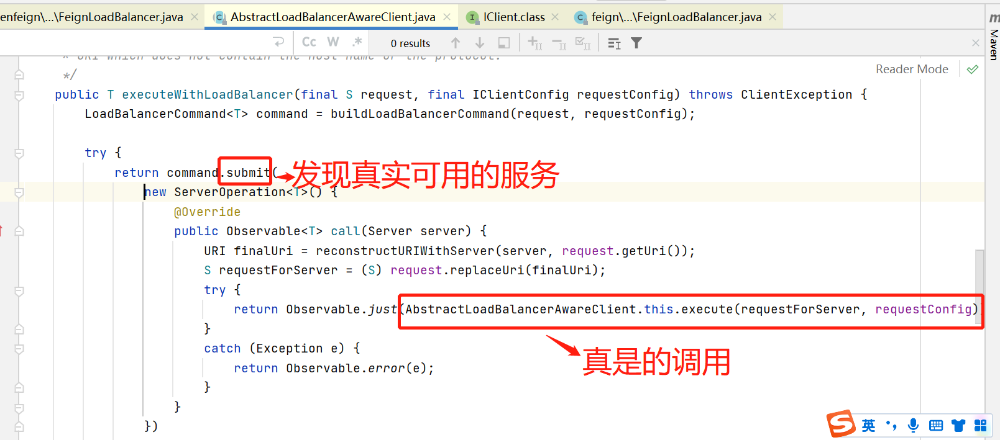 enfeign\...\FeignLoadBalancer.java
AbstractLoadBalancerAwareClient.java
IClient.class
feign\...\FeignLoadBalancer.java
m
Maven
Cc W .*
0 results
* URI which does not contain the host name or the protocol.
Reader Mode
*/
public T executeWithLoadBalancer(final S request, final IClientConfig requestConfig) throws ClientException {
LoadBalancerCommand<T> command = buildLoadBalancerCommand(request, requestConfig);
try {
return command.submit(
发现真实可用的服务
new ServerOperation<T>() {
@Override
public Observable<T> call(Server server) {
URI finalUri = reconstructURIWithServer(server, request.getUri());
S requestForServer = (S) request.replaceUri(finalUri);
try {
return Observable.just(AbstractLoadBalancerAwareClient.this.execute(requestForServer, requestConfig))
}
真是的调用
catch (Exception e) {
return Observable.error(e);
}
}
})
S 英